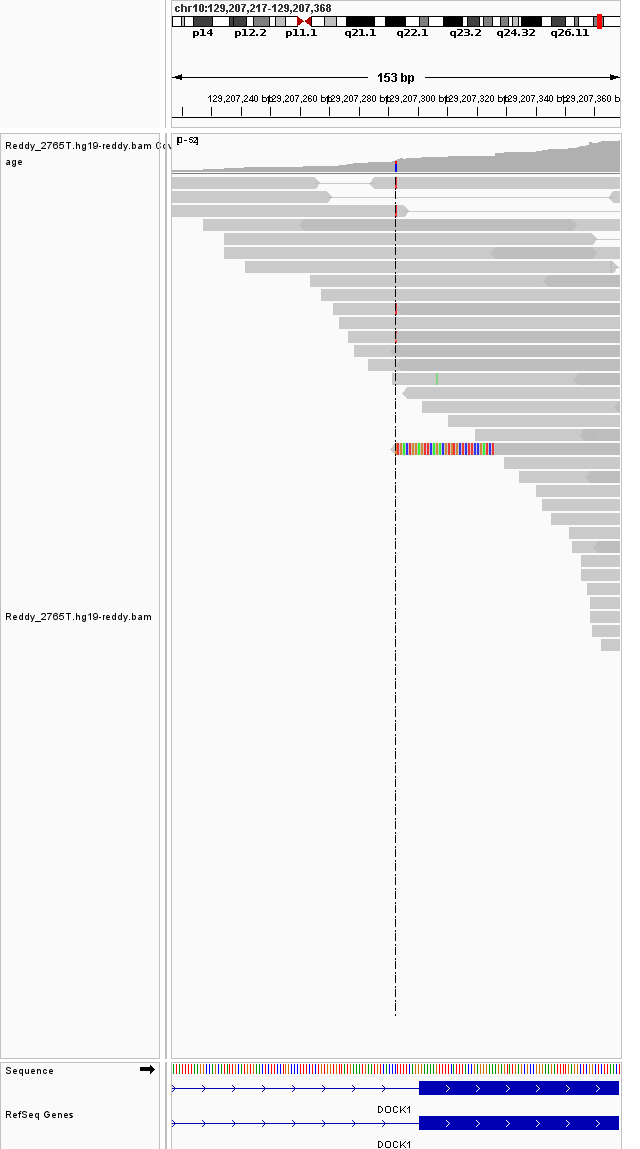 chr10:129,207,217-129,207,368
p14 p12.2 p11.1 q21.1 q22.1 q23.2 q24.32 q26.11
153 bp
129,207,240 bp 129,207,260 bp 129,207,280 bp 129,207,300 bp 129,207,320 bp 129,207,340 bp 129,207,360 bp
Reddy_2765T.hg19-reddy.bam Cov
age
[0 - 52]
Reddy_2765T.hg19-reddy.bam
Sequence
RefSeq Genes
DOCK1
DOCK1